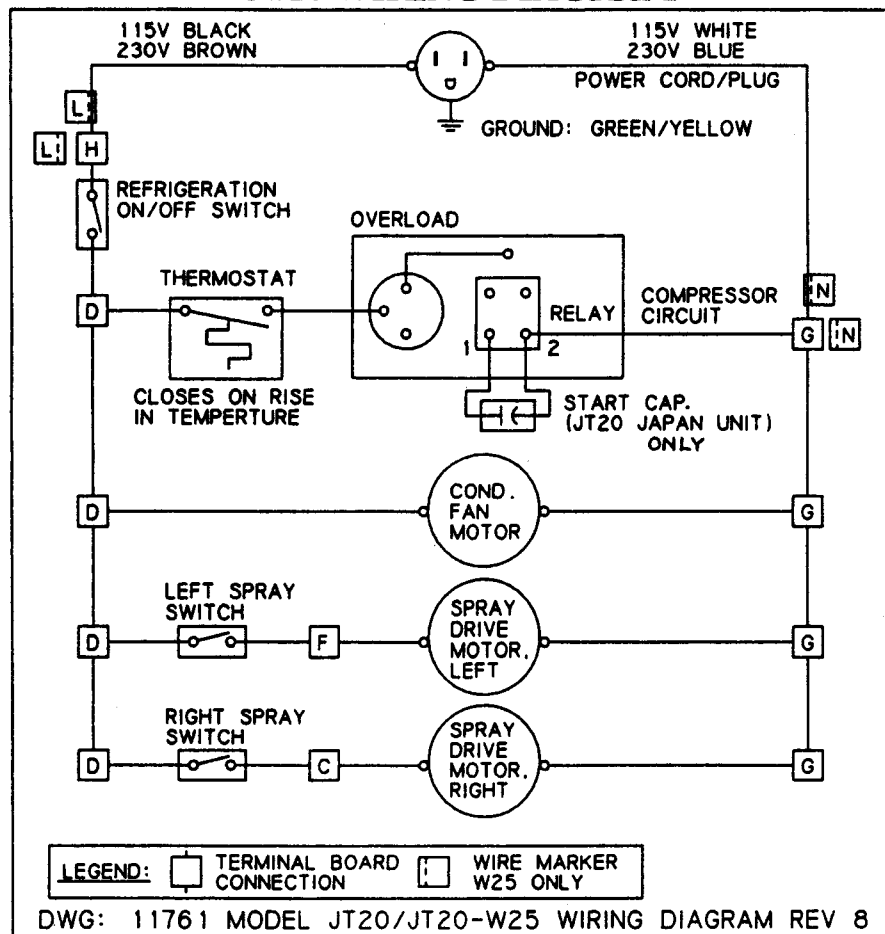 115V BLACK
230V BROWN
115V WHITE
230V BLUE
POWER CORD/PLUG
GROUND: GREEN/YELLOW
L
L
H
REFRIGERATION
ON/OFF SWITCH
OVERLOAD
THERMOSTAT
D
RELAY
1
2
COMPRESSOR
CIRCUIT
N
G
N
CLOSES ON RISE
IN TEMPERTURE
START CAP.
(JT20 JAPAN UNIT)
ONLY
D
COND.
FAN
MOTOR
G
LEFT SPRAY
SWITCH
D
F
SPRAY
DRIVE
MOTOR,
LEFT
G
RIGHT SPRAY
SWITCH
D
C
SPRAY
DRIVE
MOTOR,
RIGHT
G
LEGEND:
TERMINAL BOARD
CONNECTION
WIRE MARKER
W25 ONLY
DWG: 11761 MODEL JT20/JT20-W25 WIRING DIAGRAM REV 8